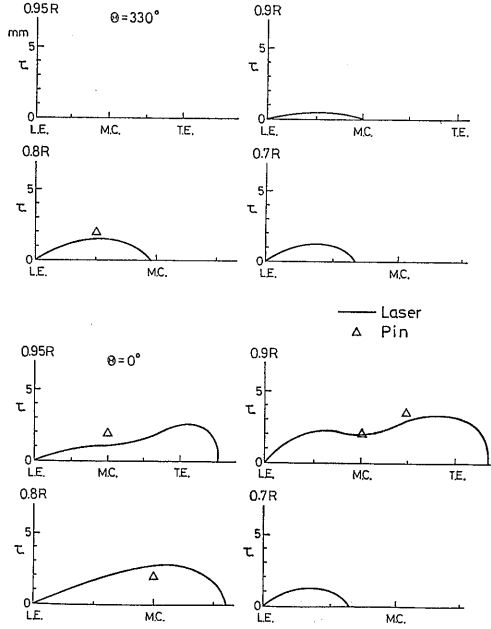 0.95R Θ=330° 0.9R
mm
5 5
τ. τ.
0 0
L.E. M.C. T.E. L.E. M.C. T.E.
0.8R 0.7R
5 5
τ. τ.
0 0
L.E. M.C. L.E. M.C.
Laser
Pin
0.95R Θ=0° 0.9R
5 5
τ. τ.
0 0
L.E. M.C. T.E. L.E. M.C. T.E.
0.8R 0.7R
5 5
τ. τ.
0 0
L.E. M.C. L.E. M.C.